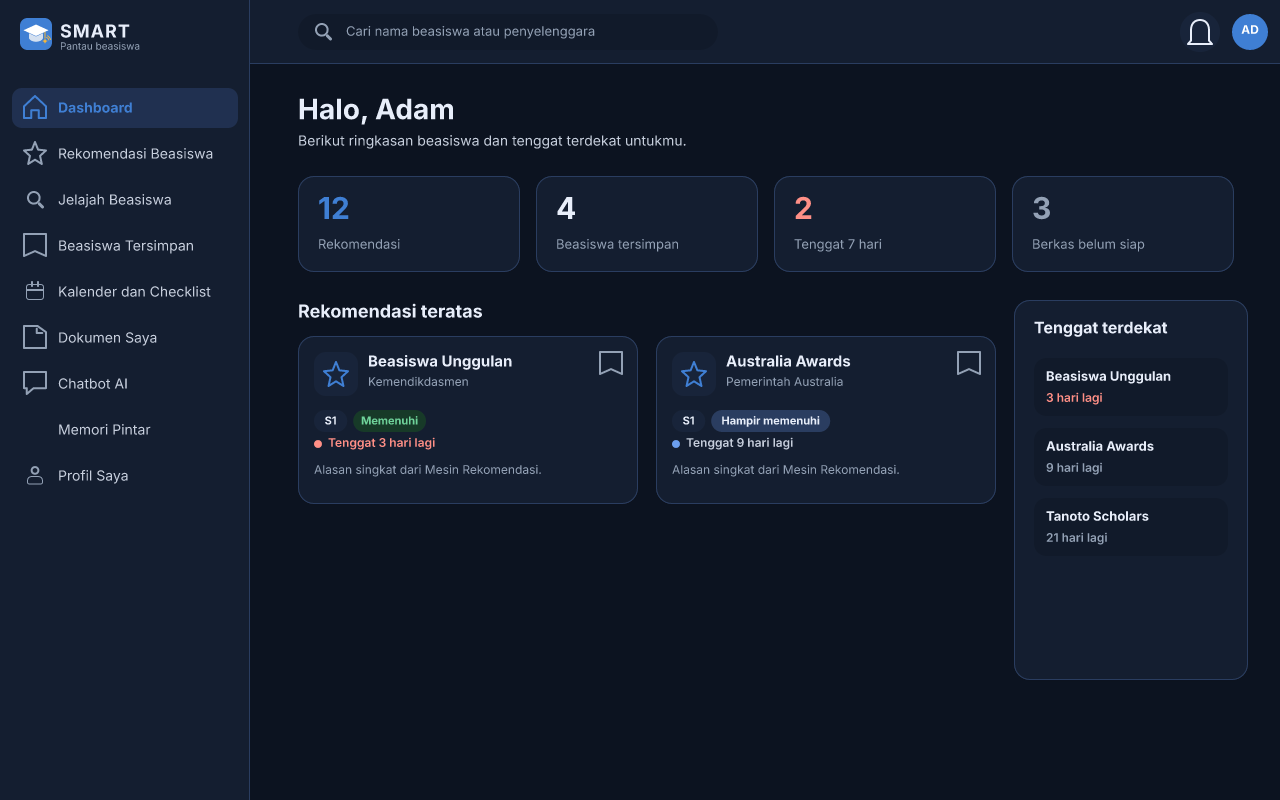 SMART
Pantau beasiswa
Cari nama beasiswa atau penyelenggara
AD
Dashboard
Rekomendasi Beasiswa
Jelajah Beasiswa
Beasiswa Tersimpan
Kalender dan Checklist
Dokumen Saya
Chatbot AI
Memori Pintar
Profil Saya
Halo, Adam
Berikut ringkasan beasiswa dan tenggat terdekat untukmu.
12
Rekomendasi
4
Beasiswa tersimpan
2
Tenggat 7 hari
3
Berkas belum siap
Rekomendasi teratas
Beasiswa Unggulan
Kemendikdasmen
S1 Memenuhi
Tenggat 3 hari lagi
Alasan singkat dari Mesin Rekomendasi.
Australia Awards
Pemerintah Australia
S1 Hampir memenuhi
Tenggat 9 hari lagi
Alasan singkat dari Mesin Rekomendasi.
Tenggat terdekat
Beasiswa Unggulan
3 hari lagi
Australia Awards
9 hari lagi
Tanoto Scholars
21 hari lagi